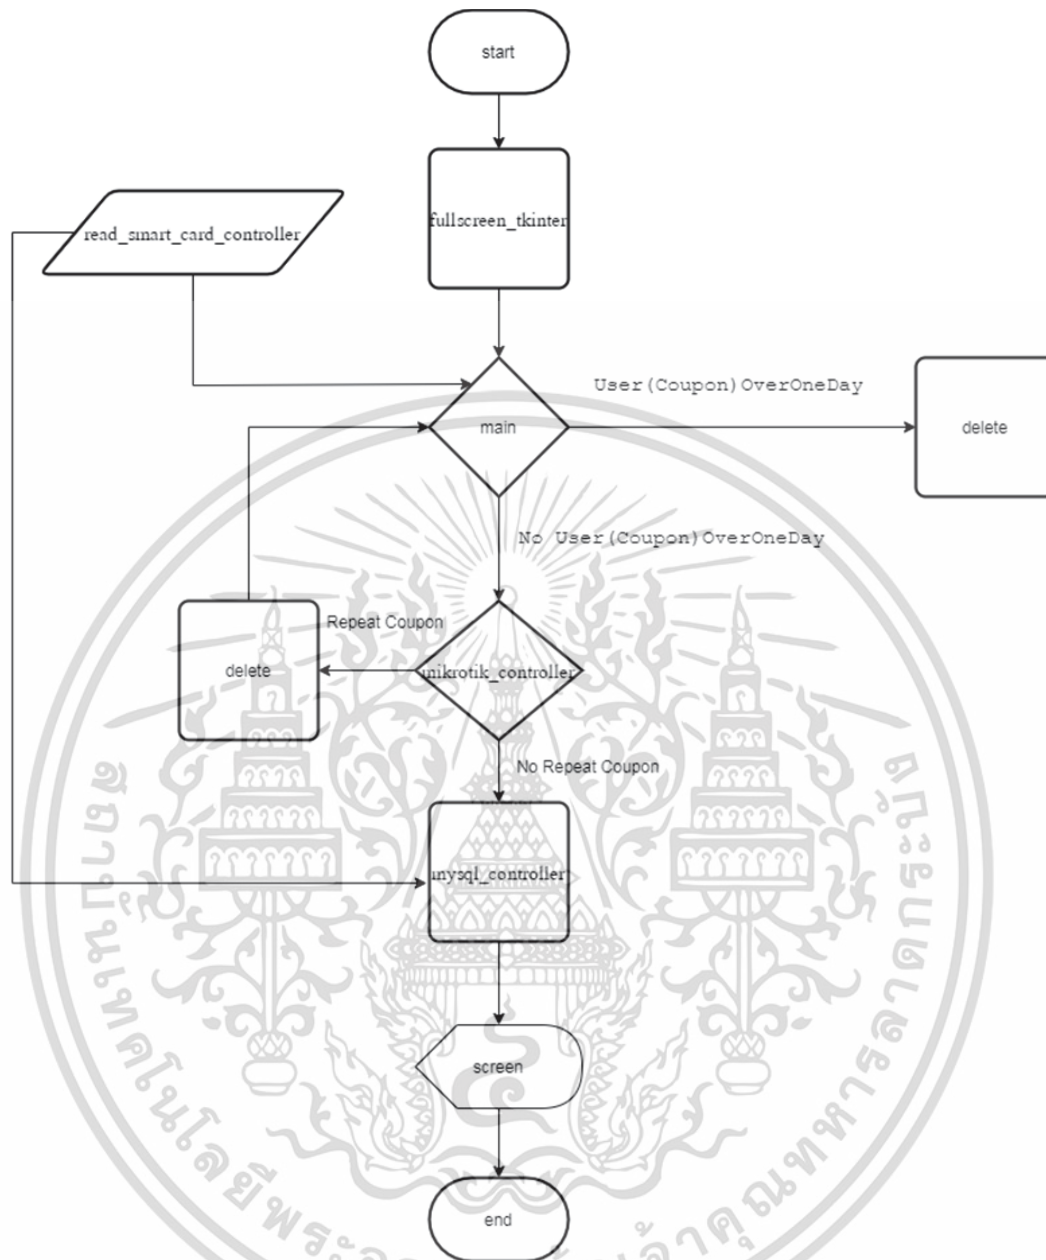 start
fullscreen_tkinter
read_smart_card_controller
User(Coupon)OverOneDay
main
delete
No User(Coupon)OverOneDay
Repeat Coupon
delete
mikrotik_controller
No Repeat Coupon
mysql_controller
screen
end